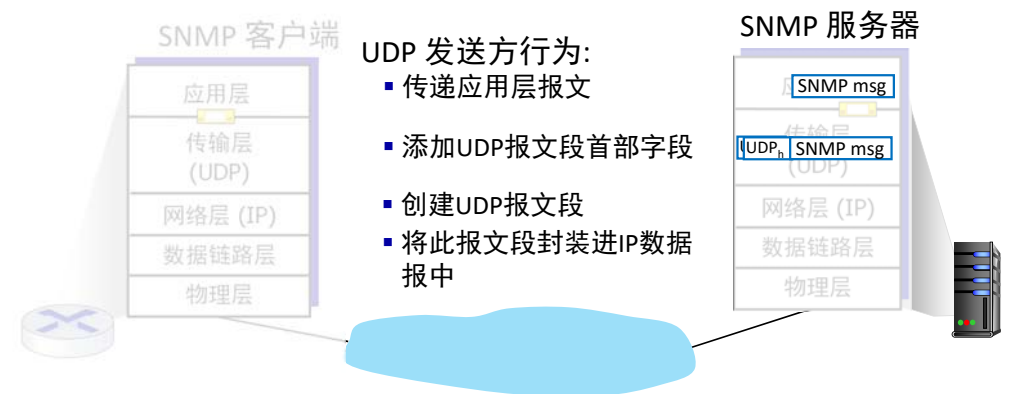 SNMP 客户端
应用层
传输层
(UDP)
网络层 (IP)
数据链路层
物理层
UDP 发送方行为:
▪ 传递应用层报文
▪ 添加UDP报文段首部字段
▪ 创建UDP报文段
▪ 将此报文段封装进IP数据
报中
SNMP 服务器
SNMP msg
传输层
UDPh SNMP msg
(UDP)
网络层 (IP)
数据链路层
物理层